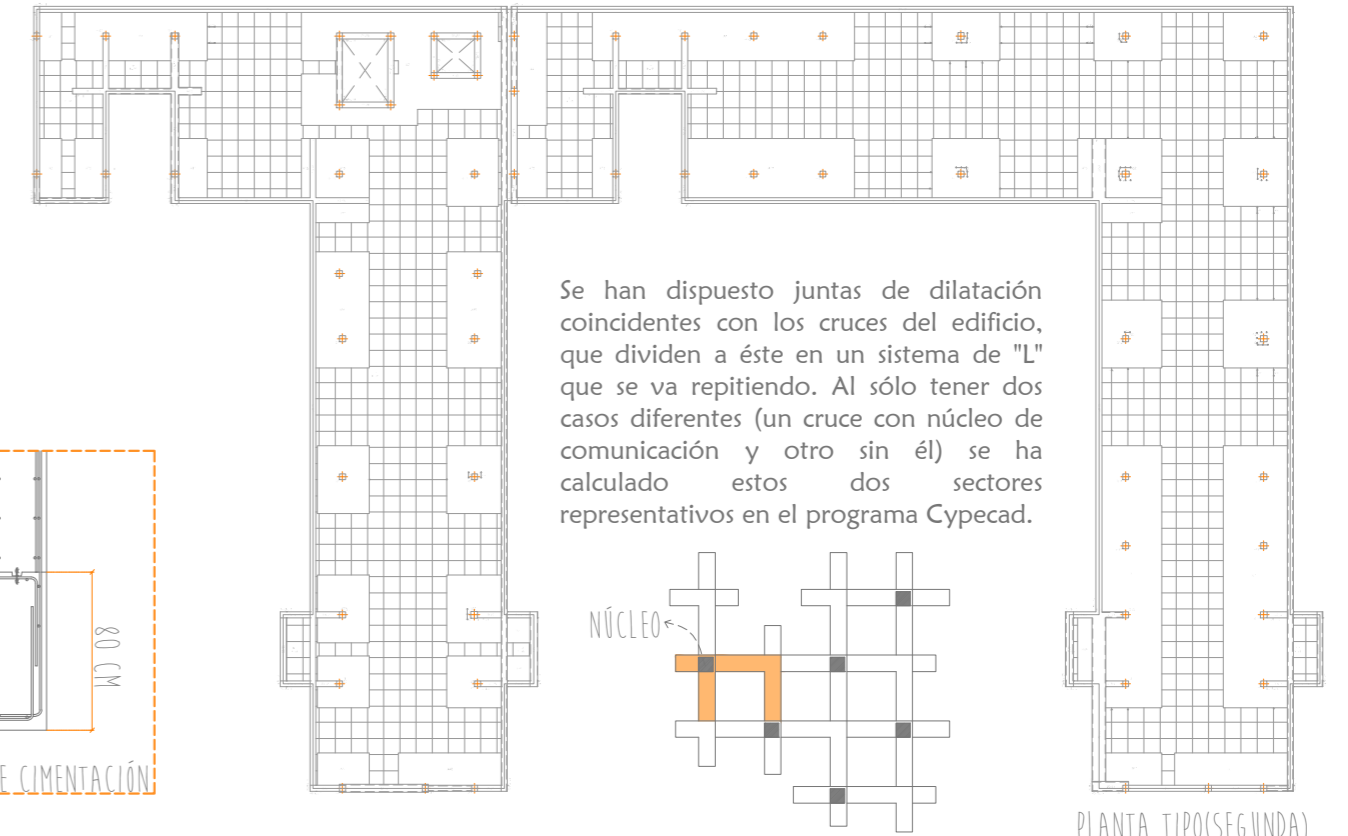 Se han dispuesto juntas de dilatación
coincidentes con los cruces del edificio,
que dividen a éste en un sistema de "L"
que se va repitiendo. Al sólo tener dos
casos diferentes (un cruce con núcleo de
comunicación y otro sin él) se ha
calculado estos dos sectores
representativos en el programa Cypecad.
NÚCLEO
80 CM
E CIMENTACIÓN
PLANTA TIPO(SEGUNDA)